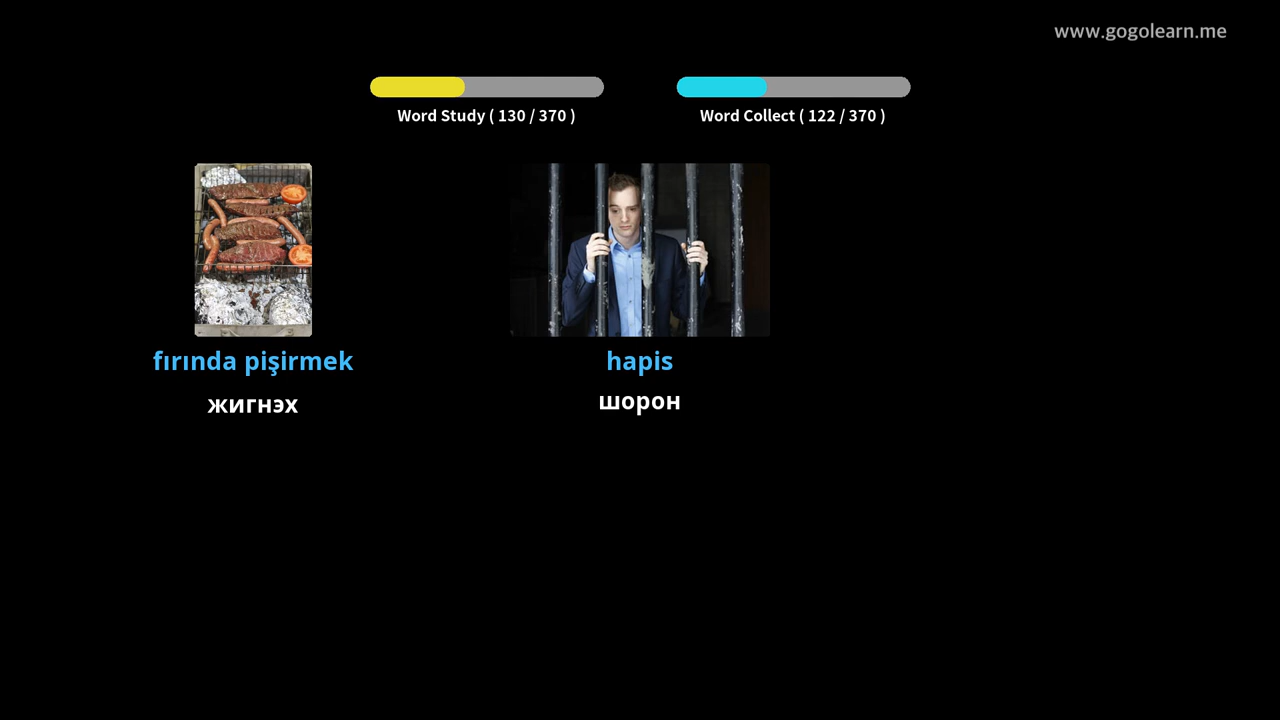 www.gogolearn.me
Word Study ( 130 / 370 )
Word Collect ( 122 / 370 )
fırında pişirmek
жигнэх
hapis
шорон